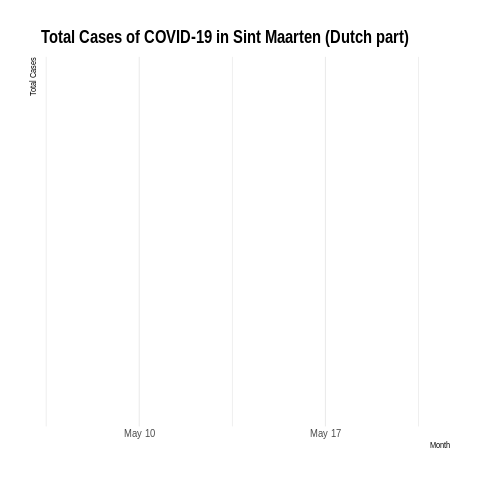 Total Cases of COVID-19 in Sint Maarten (Dutch part)
Total Cases
May 10
May 17
Month